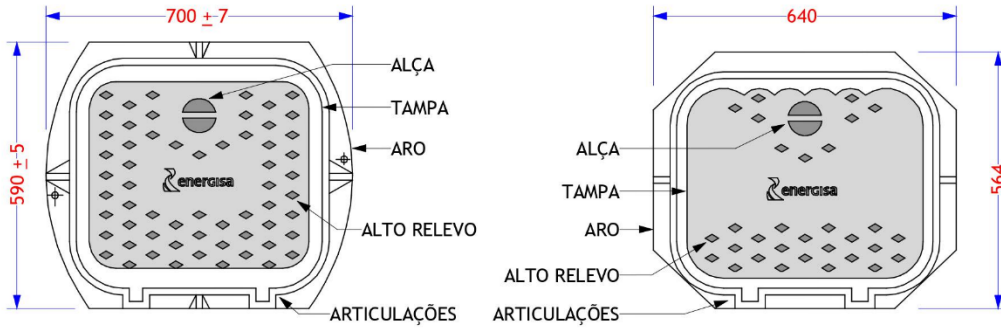 700 ± 7
590 ± 5
ALÇA
TAMPA
ARO
energisa
ALTO RELEVO
ARTICULAÇÕES
640
564
ALÇA
TAMPA
energisa
ARO
ALTO RELEVO
ARTICULAÇÕES